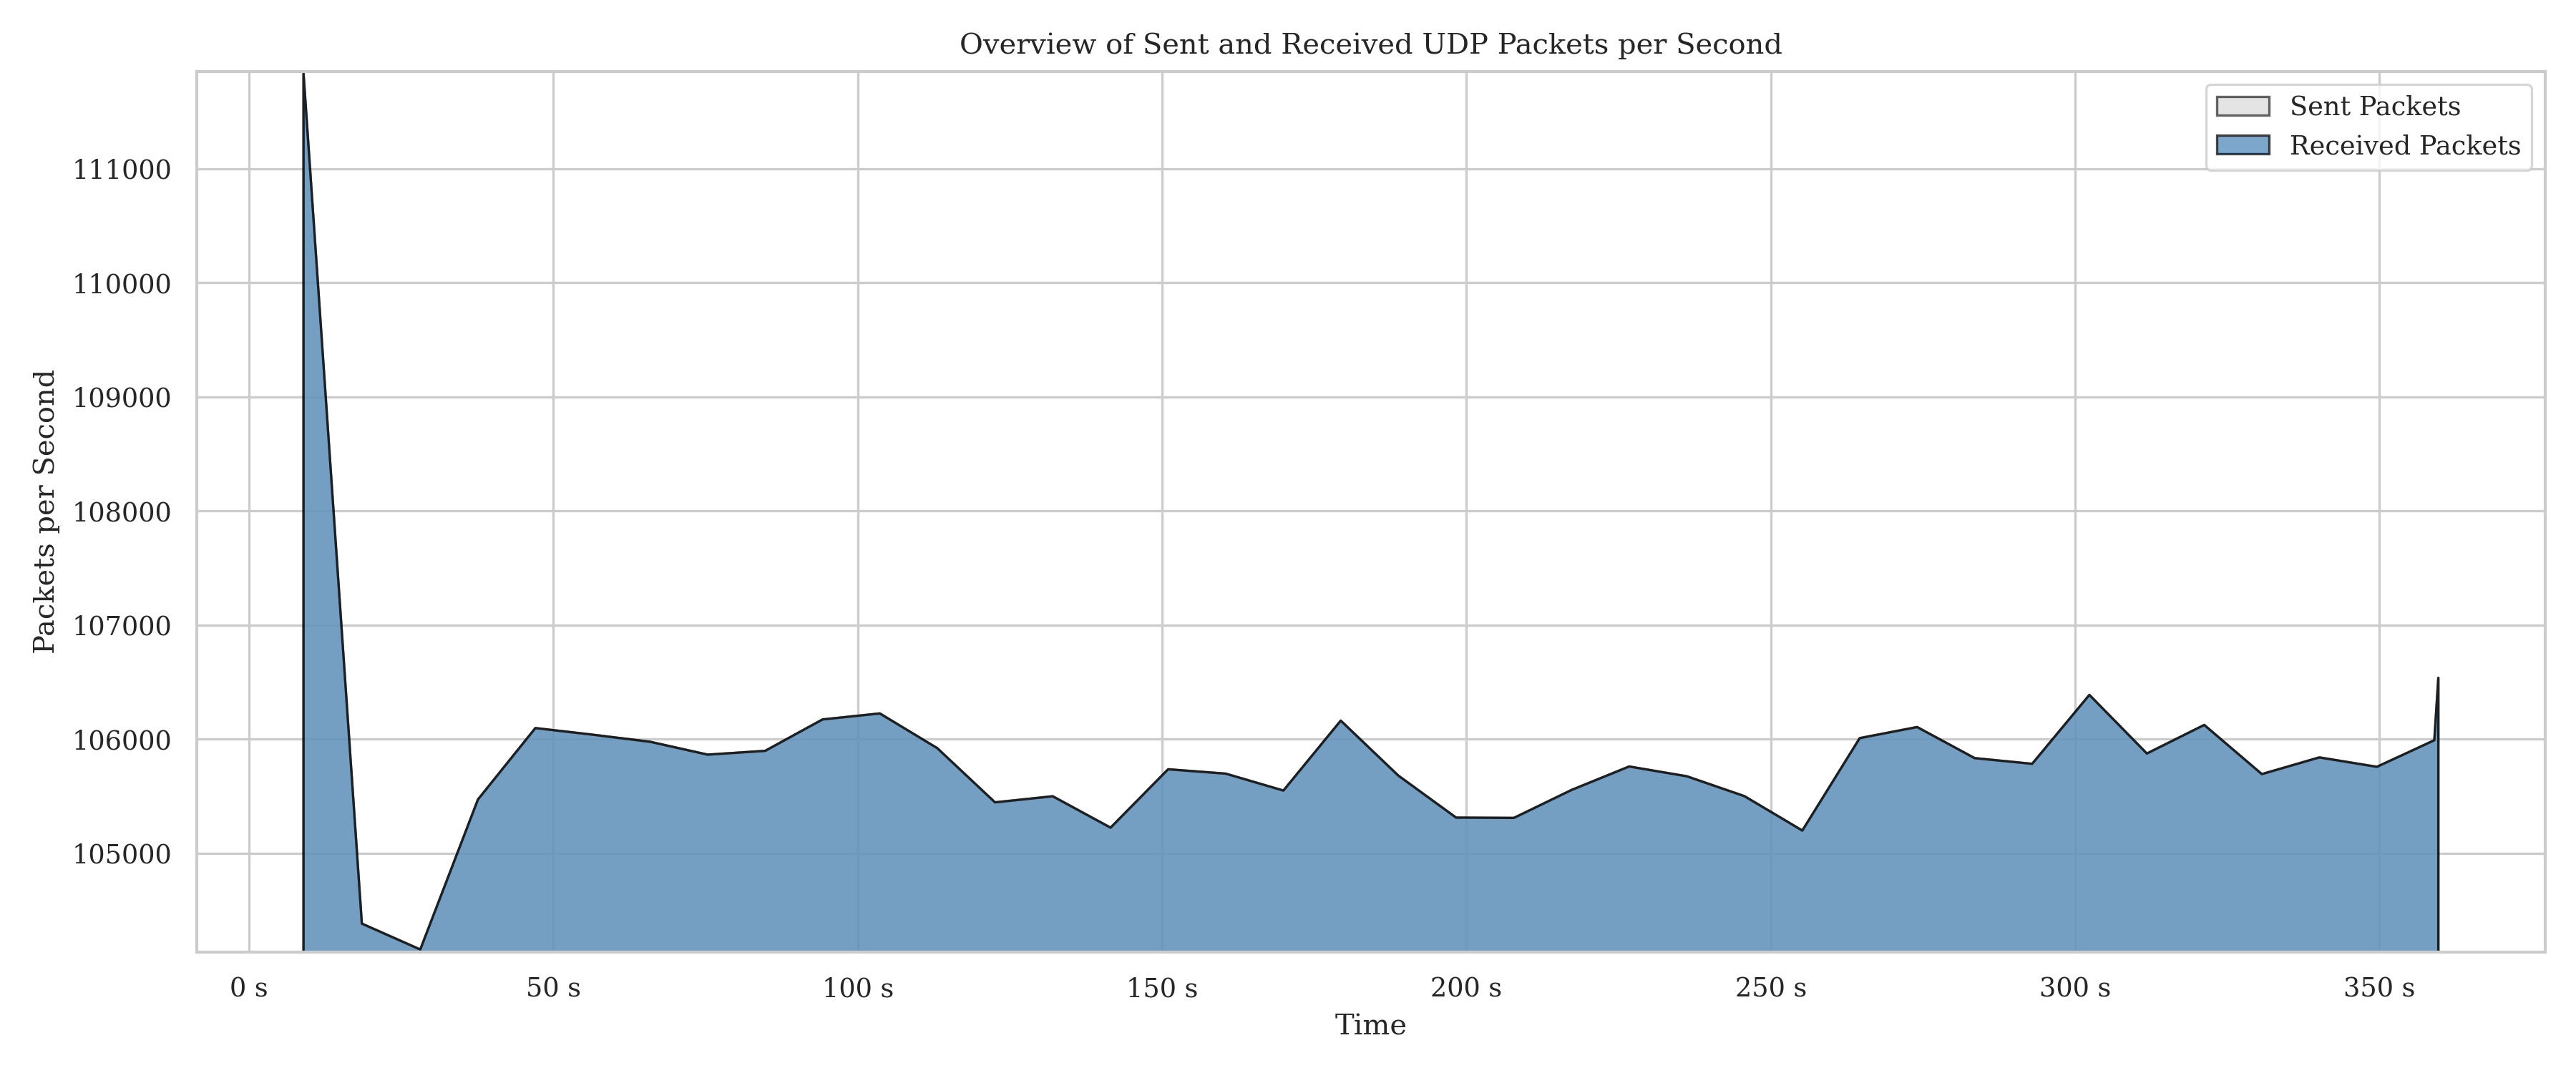 Overview of Sent and Received UDP Packets per Second
Sent Packets
Received Packets
Packets per Second
111000
110000
109000
108000
107000
106000
105000
0 s 50 s 100 s 150 s 200 s 250 s 300 s 350 s
Time